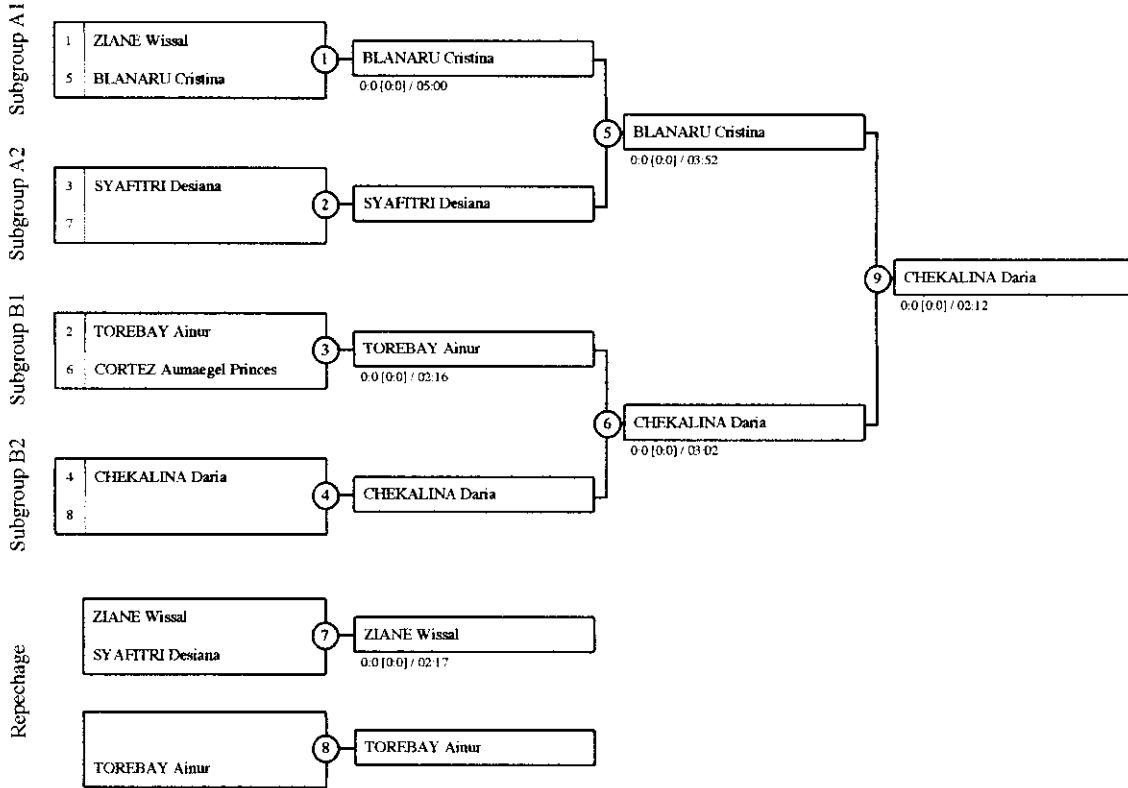 Subgroup A1
1 ZIANE Wissal
5 BLANARU Cristina
1
BLANARU Cristina
0:0 [0:0] / 05:00
Subgroup A2
3 SYAFITRI Desiana
7
2
SYAFITRI Desiana
5
BLANARU Cristina
0:0 [0:0] / 03:52
Subgroup B1
2 TOREBAY Ainur
6 CORTEZ Aumaegel Princes
3
TOREBAY Ainur
0:0 [0:0] / 02:16
Subgroup B2
4 CHEKALINA Daria
8
4
CHEKALINA Daria
6
CHEKALINA Daria
0:0 [0:0] / 03:02
9
CHEKALINA Daria
0:0 [0:0] / 02:12
Repechage
ZIANE Wissal
SYAFITRI Desiana
7
ZIANE Wissal
0:0 [0:0] / 02:17
TOREBAY Ainur
8
TOREBAY Ainur